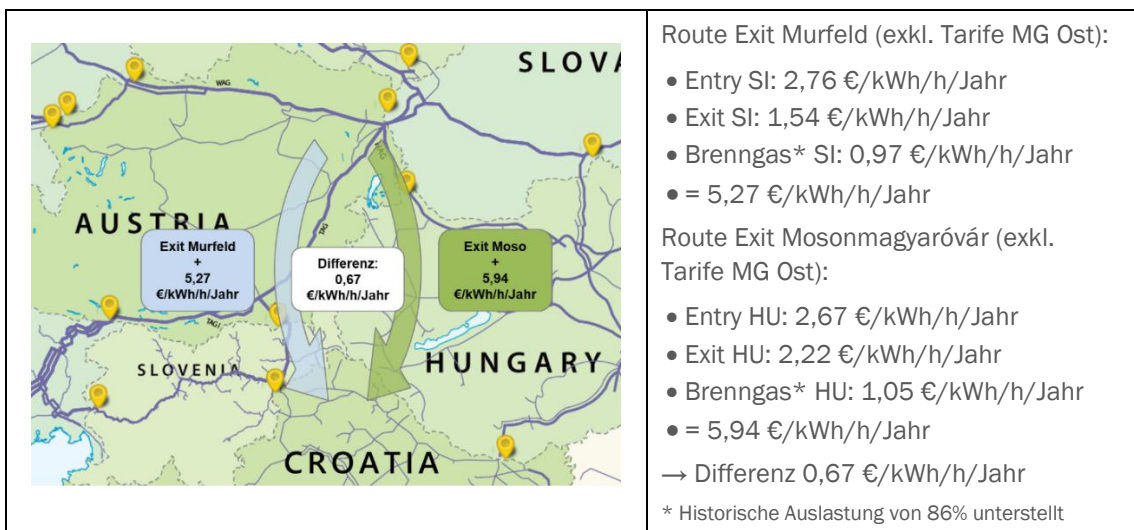 SLOVA
WAG
AUSTRIA
TAG
Exit Murfeld
+
5,27
€/kWh/h/Jahr
Differenz:
0,67
€/kWh/h/Jahr
Exit Moso
+
5,94
€/kWh/h/Jahr
SLOVENIA
HUNGARY
CROATIA
Route Exit Murfeld (exkl. Tarife MG Ost):
• Entry SI: 2,76 €/kWh/h/Jahr
• Exit SI: 1,54 €/kWh/h/Jahr
• Brenngas* SI: 0,97 €/kWh/h/Jahr
• = 5,27 €/kWh/h/Jahr
Route Exit Mosonmagyaróvár (exkl.
Tarife MG Ost):
• Entry HU: 2,67 €/kWh/h/Jahr
• Exit HU: 2,22 €/kWh/h/Jahr
• Brenngas* HU: 1,05 €/kWh/h/Jahr
• = 5,94 €/kWh/h/Jahr
→ Differenz 0,67 €/kWh/h/Jahr
* Historische Auslastung von 86% unterstellt